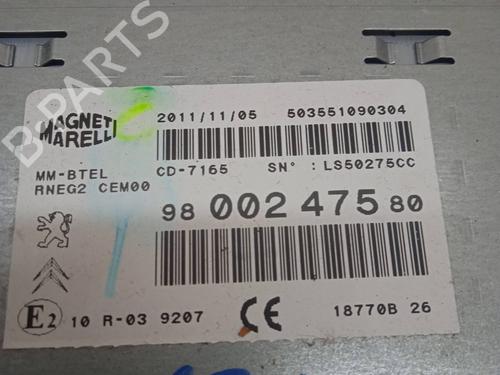 B-PARTS
MAGNETI
MARELLI
2011/11/05 503551090304
MM-BTEL
RNEG2 CEM00
CD-7165 SN° : LS50275CC
98 002 475 80
E2 10 R-03 9207
CE
18770B 26